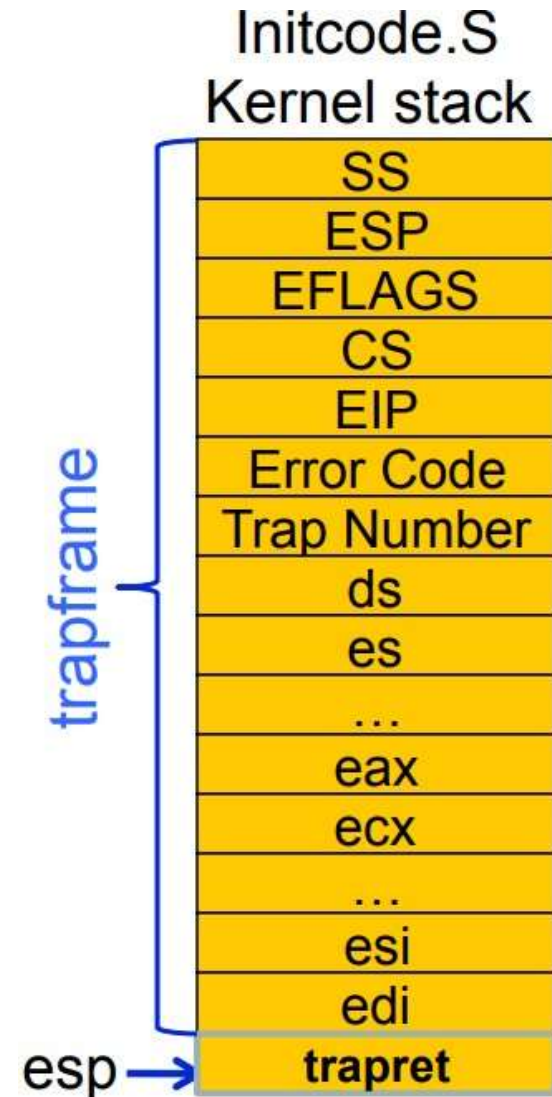 Initcode.S
Kernel stack
SS
ESP
EFLAGS
CS
EIP
Error Code
Trap Number
ds
es
...
eax
ecx
...
esi
edi
trapret
trapframe
esp